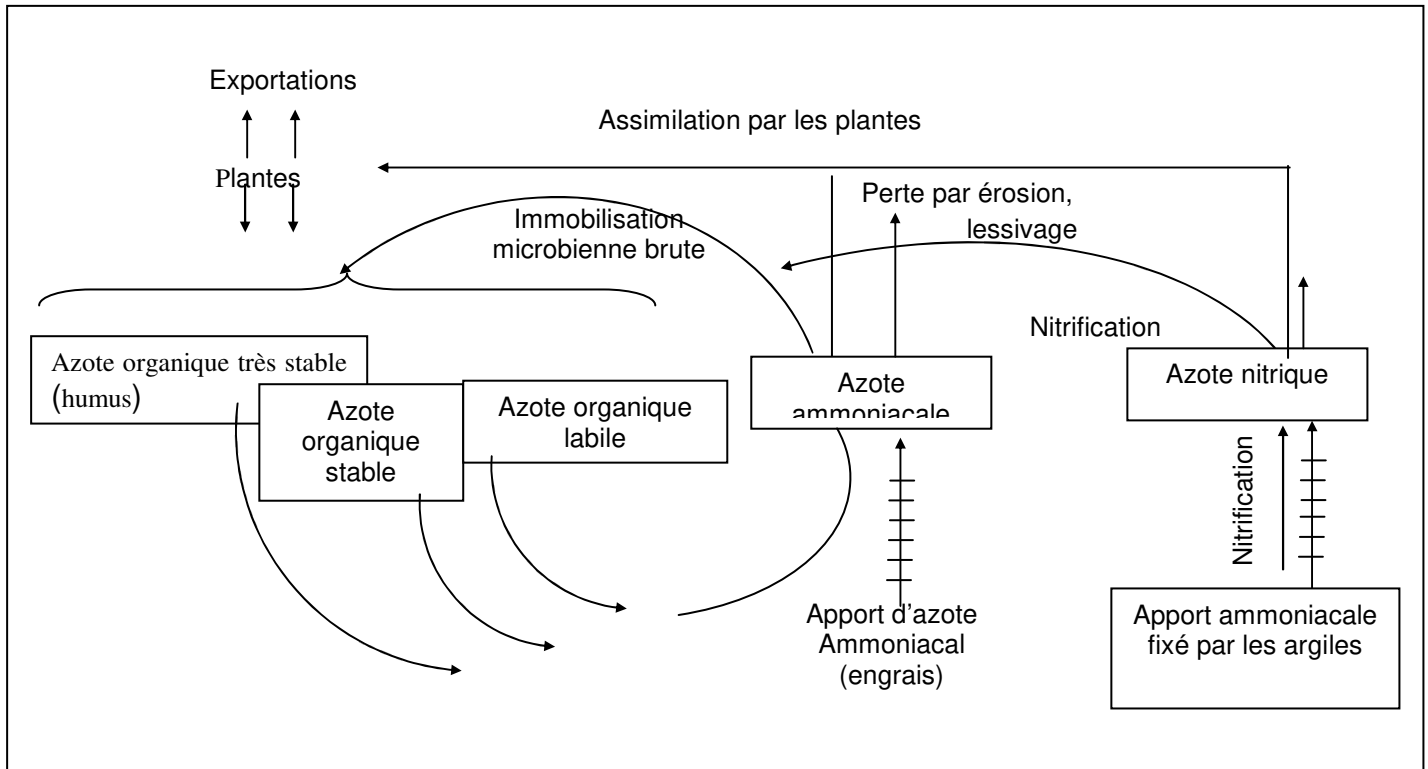 Exportations
Assimilation par les plantes
Plantes
Perte par érosion,
lessivage
Immobilisation
microbienne brute
Nitrification
Azote organique très stable
(humus)
Azote
organique
stable
Azote organique
labile
Azote
ammoniacale
Azote nitrique
Nitrification
Apport d'azote
Ammoniacal
(engrais)
Apport ammoniacale
fixé par les argiles